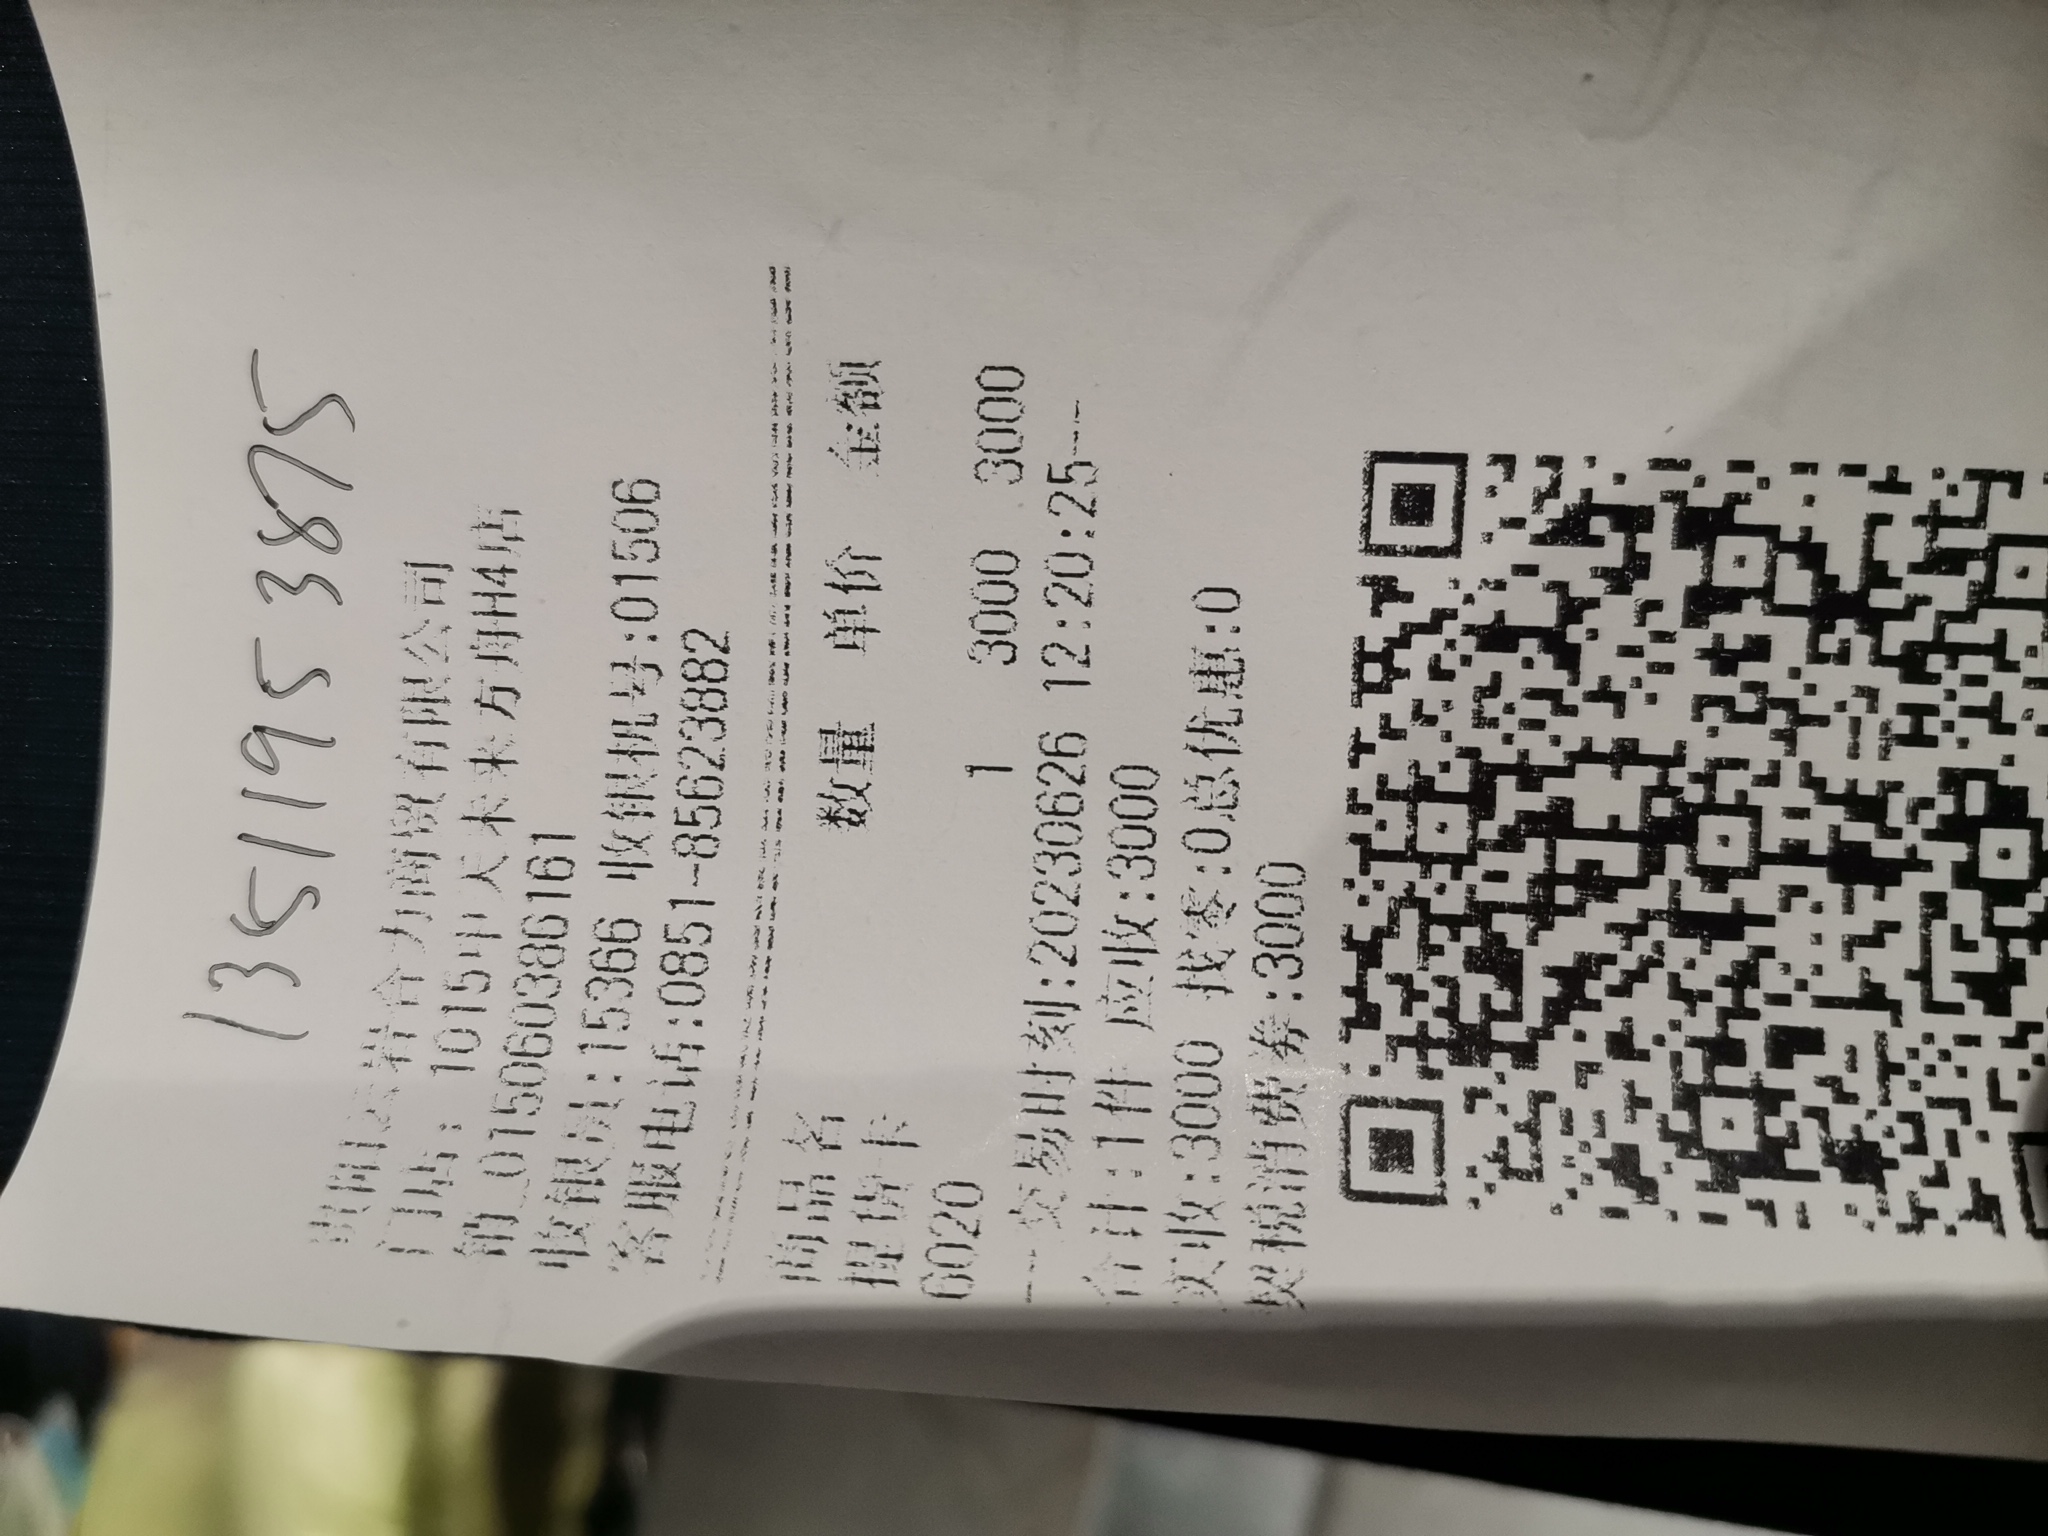 13511953875
贵阳云岩合力商贸有限公司
门店: 1015中天未来方舟H4店
销_015060386161
收银员:15366 收银机号:01506
客服电话:0851-85623882
商品名 数量 单价 金额
提货卡
6020 1 3000 3000
--交易时刻:20230626 12:20:25--
合计:1件 应收:3000
实收:3000 找零:0总优惠:0
免税消费券:3000